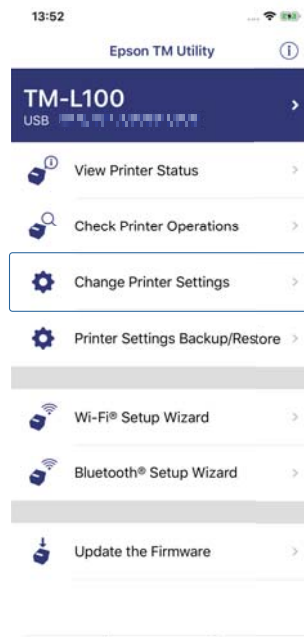 13:52
Epson TM Utility
TM-L100
USB
View Printer Status
Check Printer Operations
Change Printer Settings
Printer Settings Backup/Restore
Wi-Fi® Setup Wizard
Bluetooth® Setup Wizard
Update the Firmware